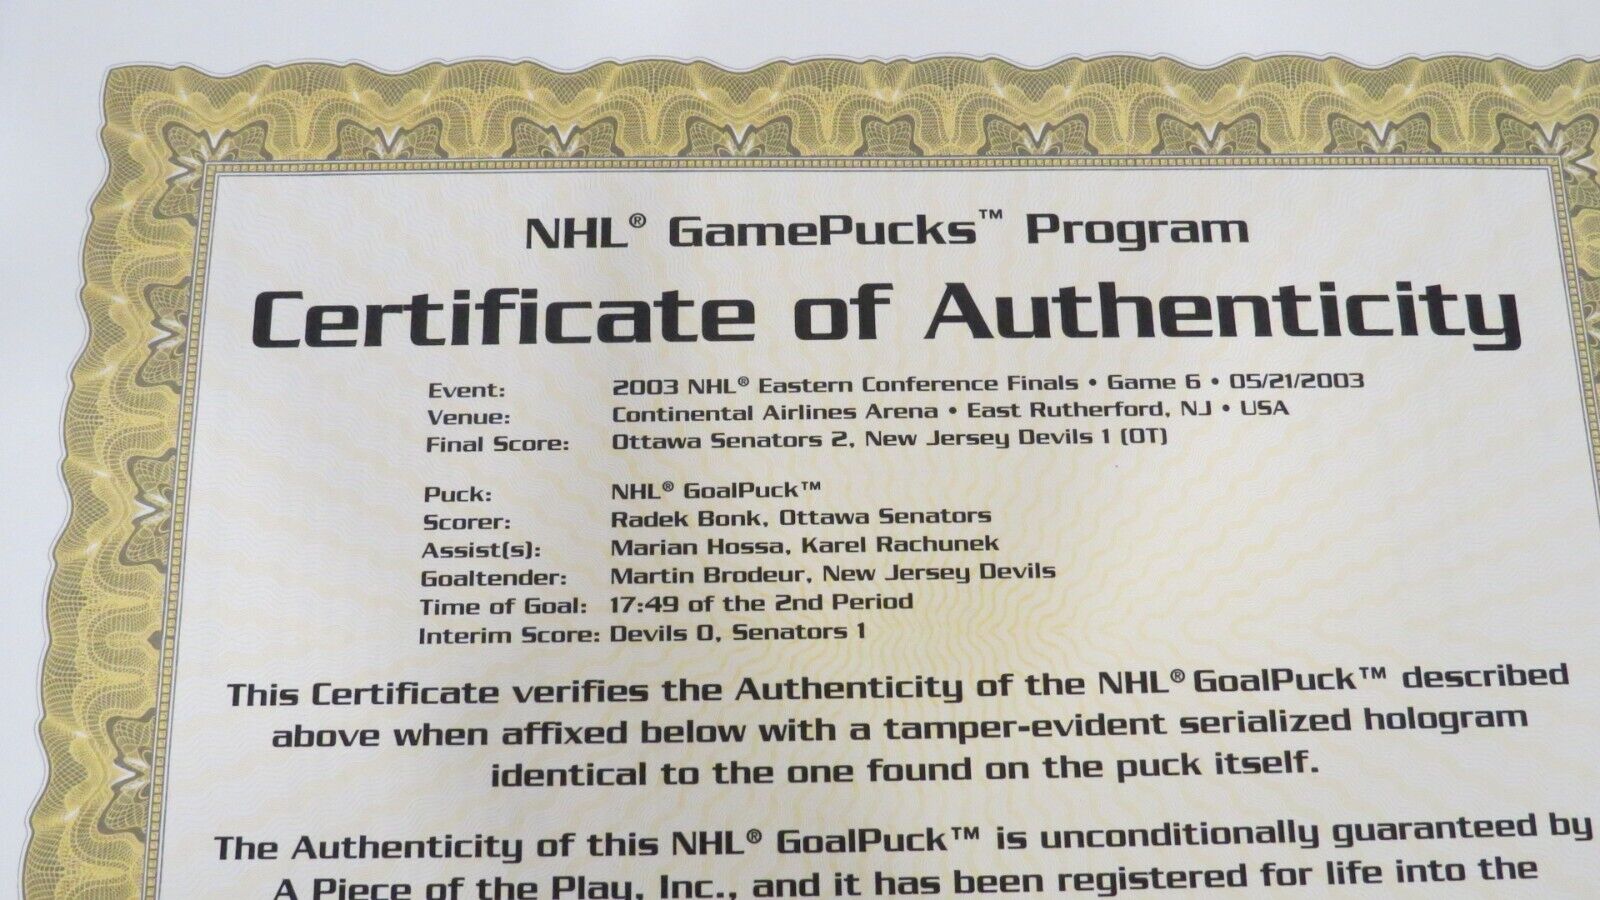 NHL® GamePucks™ Program
Certificate of Authenticity
Event: 2003 NHL® Eastern Conference Finals • Game 6 • 05/21/2003
Venue: Continental Airlines Arena • East Rutherford, NJ • USA
Final Score: Ottawa Senators 2, New Jersey Devils 1 (OT)
Puck: NHL® GoalPuck™
Scorer: Radek Bonk, Ottawa Senators
Assist(s): Marian Hossa, Karel Rachunek
Goaltender: Martin Brodeur, New Jersey Devils
Time of Goal: 17:49 of the 2nd Period
Interim Score: Devils 0, Senators 1
This Certificate verifies the Authenticity of the NHL® GoalPuck™ described
above when affixed below with a tamper-evident serialized hologram
identical to the one found on the puck itself.
The Authenticity of this NHL® GoalPuck™ is unconditionally guaranteed by
A Piece of the Play, Inc., and it has been registered for life into the